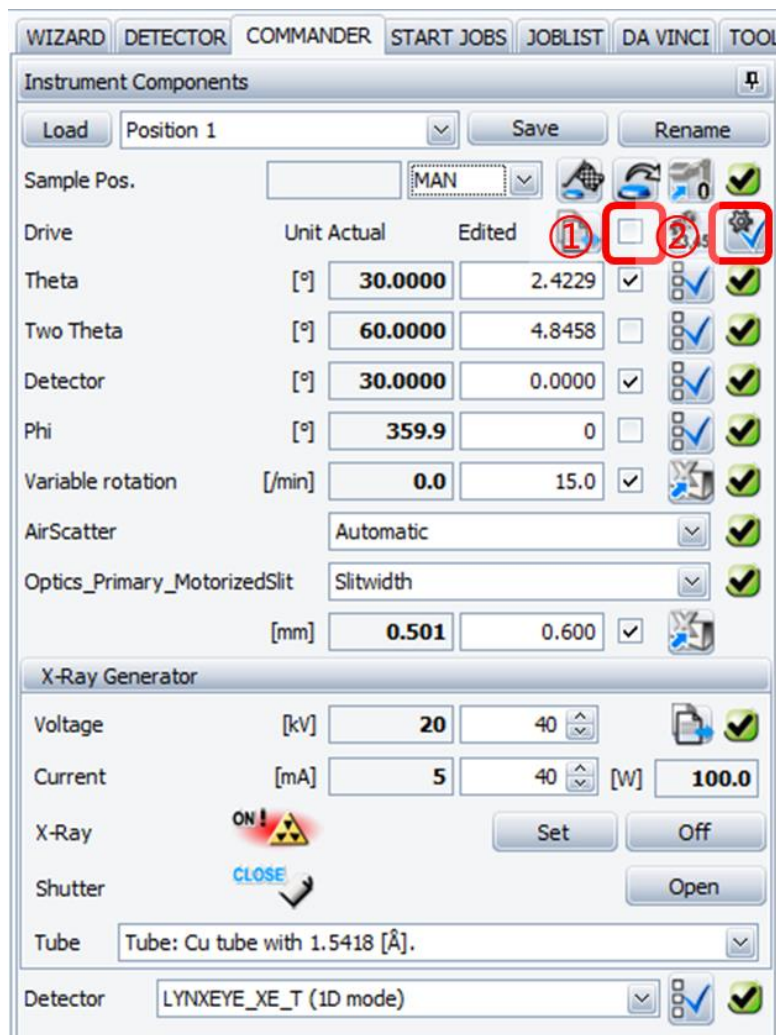 WIZARD DETECTOR COMMANDER START JOBS JOBLIST DA VINCI TOOL
Instrument Components
Load Position 1 Save Rename
Sample Pos. MAN 0
Drive Unit Actual Edited ① ②
Theta [°] 30.0000 2.4229
Two Theta [°] 60.0000 4.8458
Detector [°] 30.0000 0.0000
Phi [°] 359.9 0
Variable rotation [/min] 0.0 15.0
AirScatter Automatic
Optics_Primary_MotorizedSlit Slitwidth
[mm] 0.501 0.600
X-Ray Generator
Voltage [kV] 20 40
Current [mA] 5 40 [W] 100.0
X-Ray ON ! Set Off
Shutter CLOSE Open
Tube Tube: Cu tube with 1.5418 [Å].
Detector LYNXEYE_XE_T (1D mode)